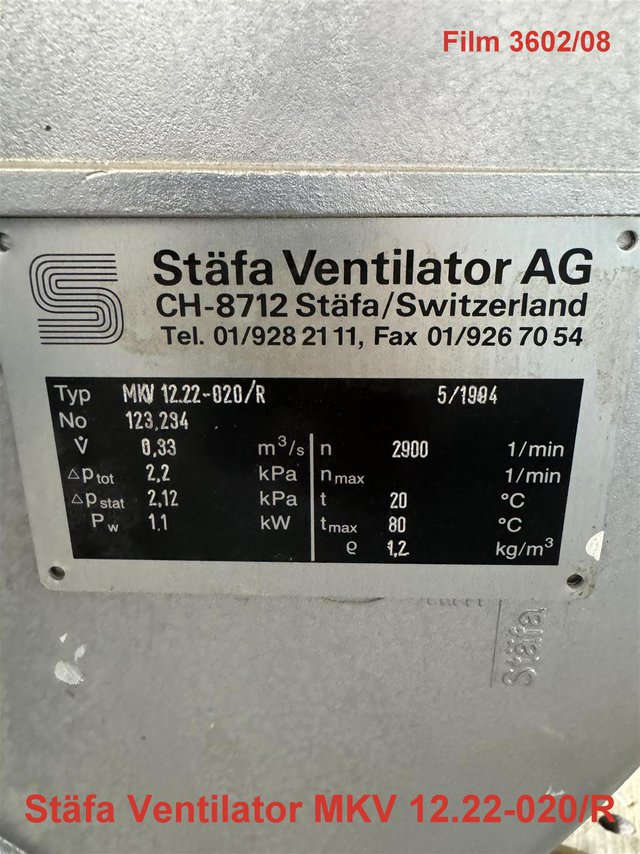 Film 3602/08
Stäfa Ventilator AG
CH-8712 Stäfa/Switzerland
Tel. 01/928 21 11, Fax 01/926 70 54
Typ MKV 12.22-020/R 5/1994
No 123,234
V̇ 0,33 m³/s n 2900 1/min
△p tot 2,2 kPa n max 1/min
△p stat 2,12 kPa t 20 °C
P w 1,1 kW t max 80 °C
ϱ 1,2 kg/m³
Stäfa
Stäfa Ventilator MKV 12.22-020/R